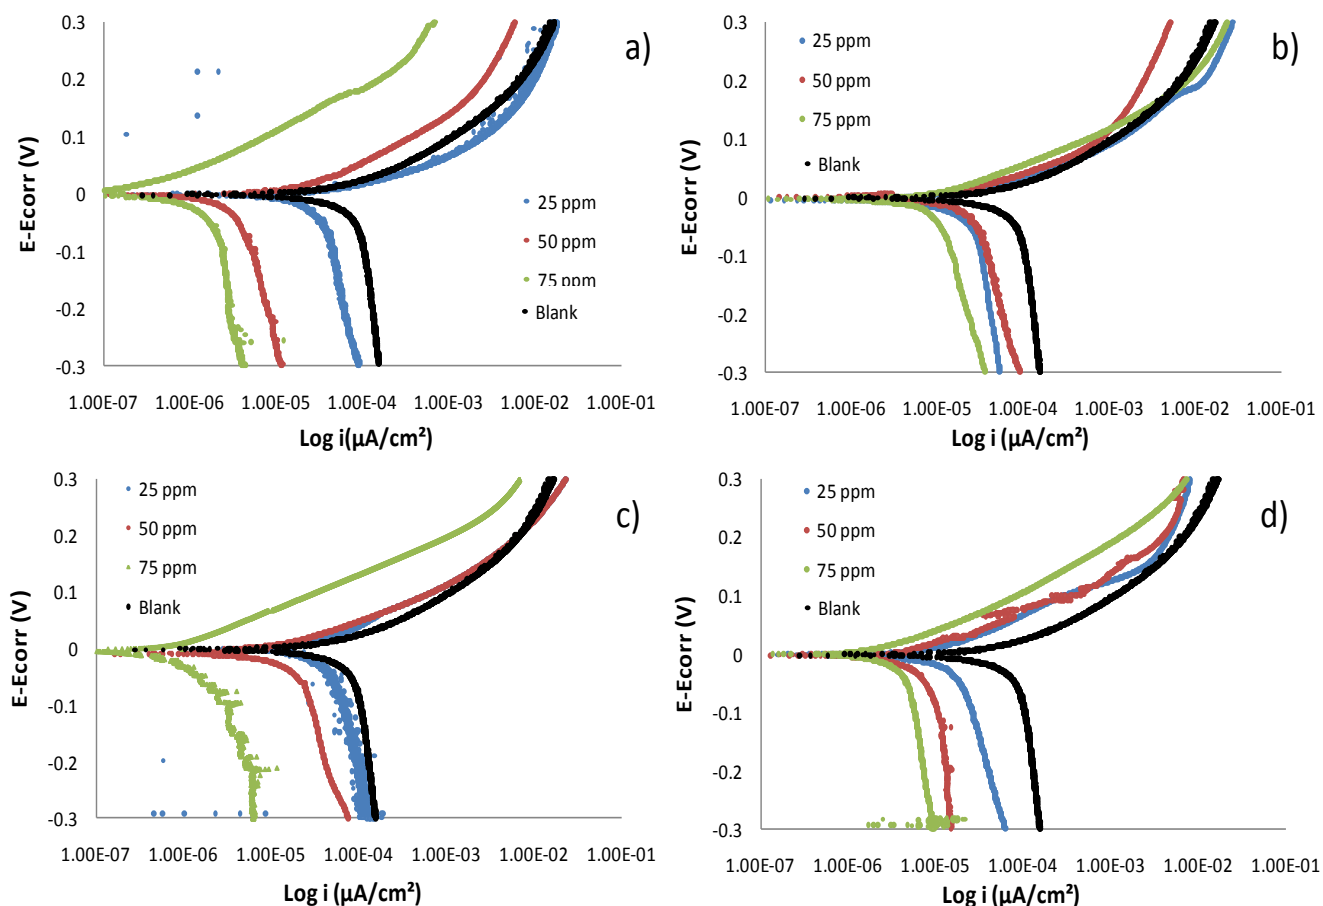 a)
0.3
0.2
0.1
0
-0.1
-0.2
-0.3
E-Ecorr (V)
25 ppm
50 ppm
75 ppm
Blank
1.00E-07 1.00E-06 1.00E-05 1.00E-04 1.00E-03 1.00E-02 1.00E-01
Log i(µA/cm²)
b)
0.3
0.2
0.1
0
-0.1
-0.2
-0.3
E-Ecorr (V)
25 ppm
50 ppm
75 ppm
Blank
1.00E-07 1.00E-06 1.00E-05 1.00E-04 1.00E-03 1.00E-02 1.00E-01
Log i (µA/cm²)
c)
0.3
0.2
0.1
0
-0.1
-0.2
-0.3
E-Ecorr (V)
25 ppm
50 ppm
75 ppm
Blank
1.00E-07 1.00E-06 1.00E-05 1.00E-04 1.00E-03 1.00E-02 1.00E-01
Log i (µA/cm²)
d)
0.3
0.2
0.1
0
-0.1
-0.2
-0.3
E-Ecorr (V)
25 ppm
50 ppm
75 ppm
Blank
1.00E-07 1.00E-06 1.00E-05 1.00E-04 1.00E-03 1.00E-02 1.00E-01
Log i (µA/cm²)